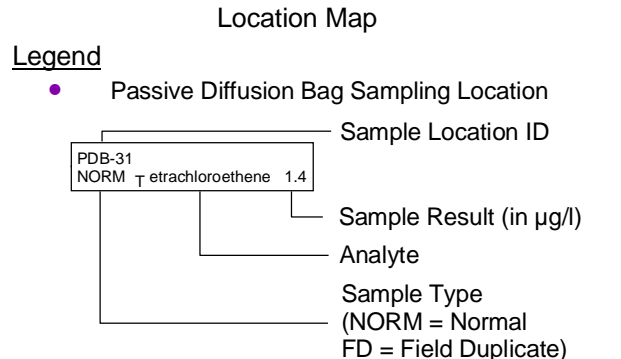 Location Map
Legend
Passive Diffusion Bag Sampling Location
Sample Location ID
PDB-31
NORM Tetrachloroethene 1.4
Sample Result (in µg/l)
Analyte
Sample Type
(NORM = Normal
FD = Field Duplicate)